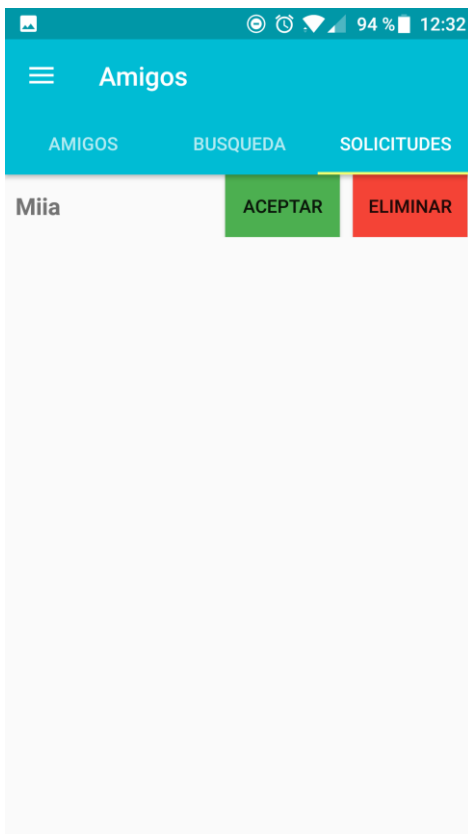 94 % 12:32
Amigos
AMIGOS BUSQUEDA SOLICITUDES
Miia ACEPTAR ELIMINAR